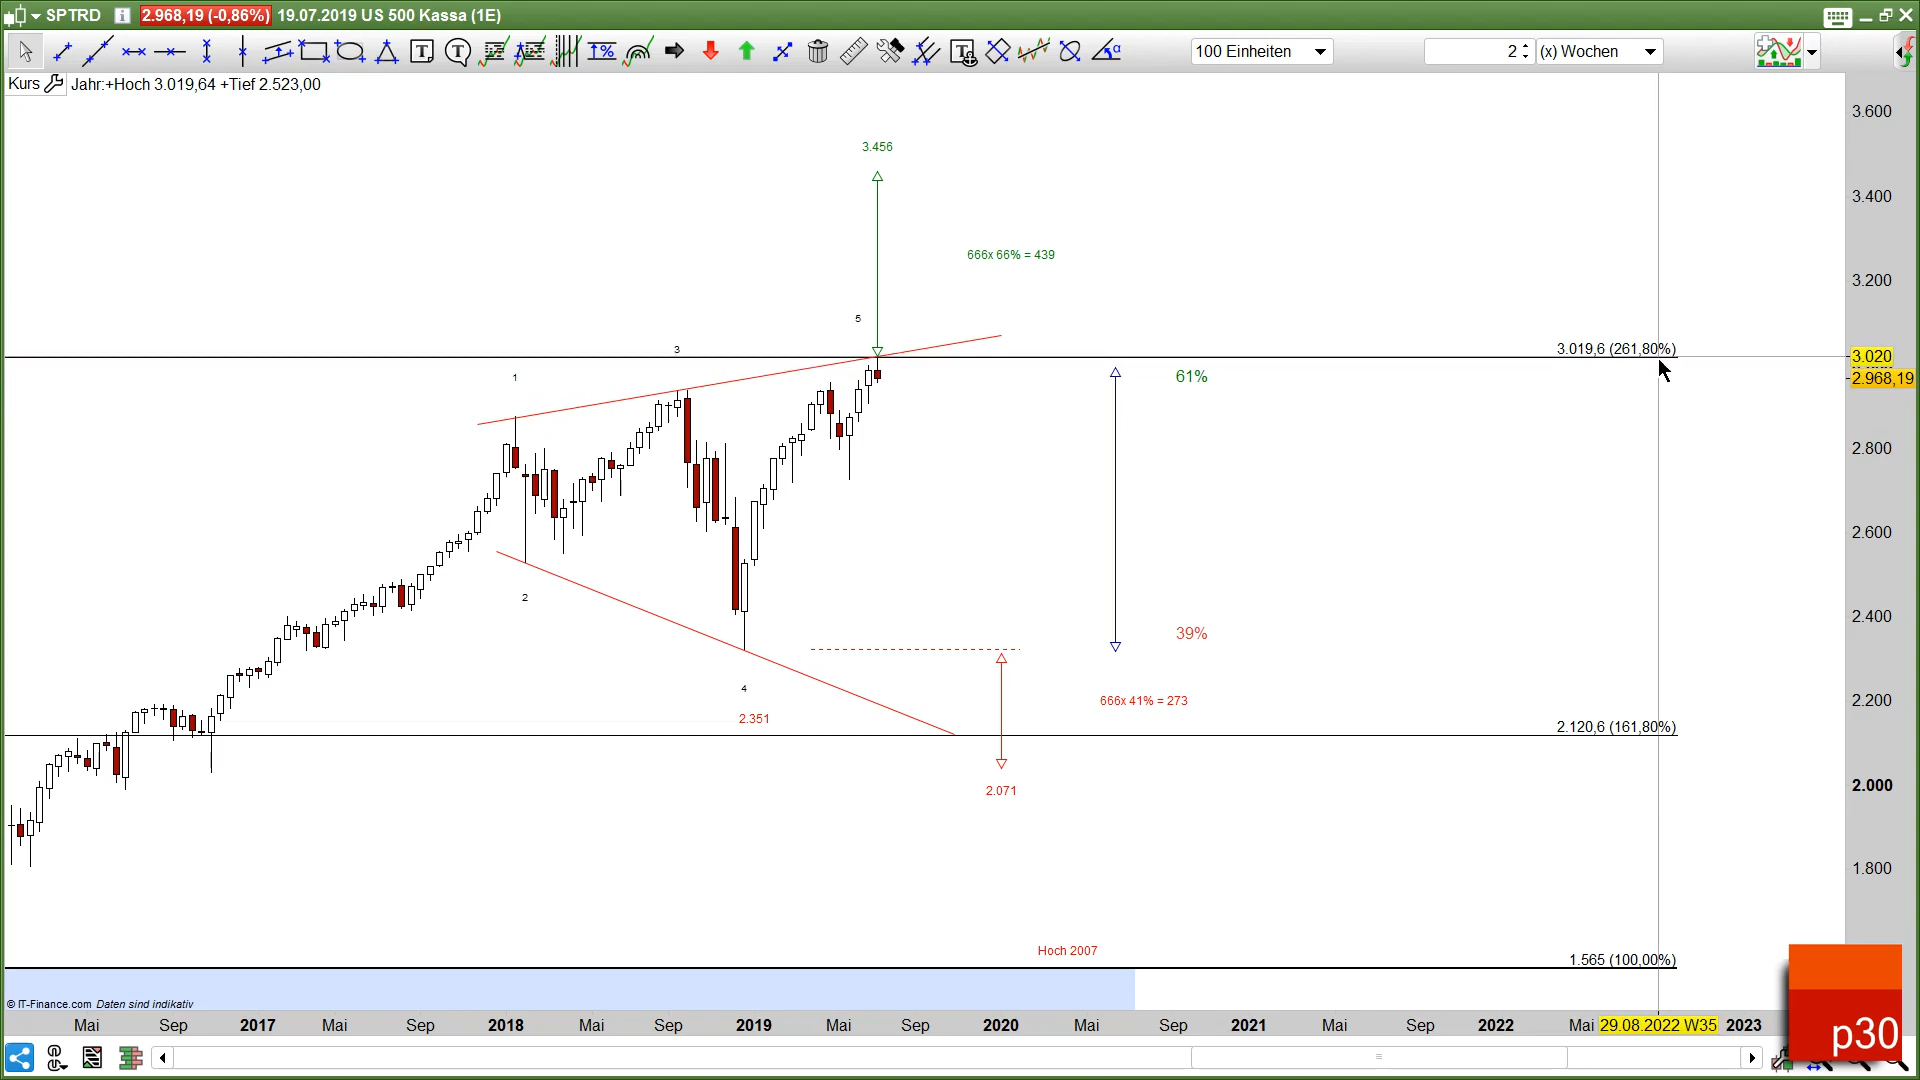 SPTRD 2.968,19 (-0,86%) 19.07.2019 US 500 Kassa (1E)
100 Einheiten 2 (x) Wochen
Kurs Jahr:+Hoch 3.019,64 +Tief 2.523,00
3.600
3.456
3.400
666x 66% = 439
3.200
5
3
3.019,6 (261,80%)
3.020
1
61%
2.968,19
2.800
2.600
2
2.400
39%
4
666x 41% = 273
2.200
2.351
2.120,6 (161,80%)
2.071
2.000
1.800
Hoch 2007
1.565 (100,00%)
© IT-Finance.com Daten sind indikativ
Mai Sep 2017 Mai Sep 2018 Mai Sep 2019 Mai Sep 2020 Mai Sep 2021 Mai Sep 2022 Mai 29.08.2022 W35 2023
p30